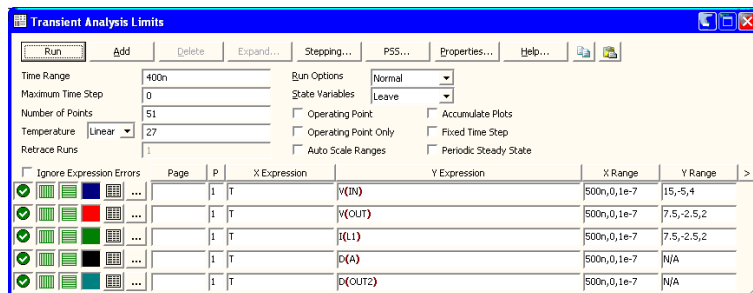 Transient Analysis Limits
Run Add Delete Expand... Stepping... PSS... Properties... Help...
Time Range 400n Run Options Normal
Maximum Time Step 0 State Variables Leave
Number of Points 51 Operating Point Accumulate Plots
Temperature Linear 27 Operating Point Only Fixed Time Step
Retrace Runs 1 Auto Scale Ranges Periodic Steady State
Ignore Expression Errors Page P X Expression Y Expression X Range Y Range >
... 1 T V(IN) 500n,0,1e-7 15,-5,4
... 1 T V(OUT) 500n,0,1e-7 7.5,-2.5,2
... 1 T I(L1) 500n,0,1e-7 7.5,-2.5,2
... 1 T D(A) 500n,0,1e-7 N/A
... 1 T D(OUT2) 500n,0,1e-7 N/A